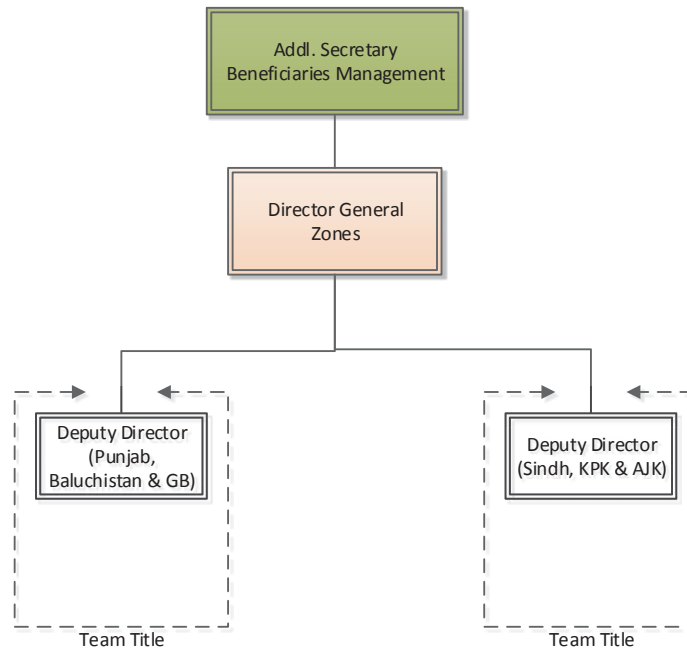 Addl. Secretary
Beneficiaries Management
Director General
Zones
Deputy Director
(Punjab,
Baluchistan & GB)
Deputy Director
(Sindh, KPK & AJK)
Team Title
Team Title